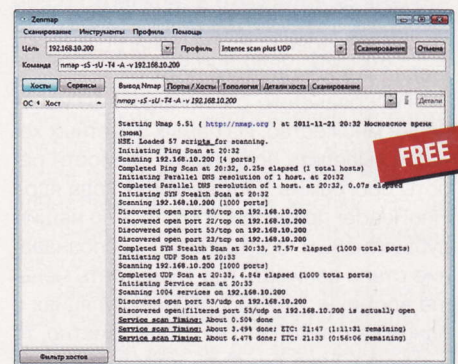 Zenmap
Сканирование Инструменты Профиль Помощь
Цель 192.168.10.200 Профиль Intense scan plus UDP Сканирование Отмена
Команда nmap -sS -sU -T4 -A -v 192.168.10.200
Хосты Сервисы Вывод Nmap Порты / Хосты Топология Детали хоста Сканирование
ОС Хост nmap -sS -sU -T4 -A -v 192.168.10.200 Детали
Starting Nmap 5.51 ( http://nmap.org ) at 2011-11-21 20:32 Московское время
(зима)
NSE: Loaded 57 scripts for scanning.
FREE
Initiating Ping Scan at 20:32
Scanning 192.168.10.200 [4 ports]
Completed Ping Scan at 20:32, 0.25s elapsed (1 total hosts)
Initiating Parallel DNS resolution of 1 host. at 20:32
Completed Parallel DNS resolution of 1 host. at 20:32, 0.07s elapsed
Initiating SYN Stealth Scan at 20:32
Scanning 192.168.10.200 [1000 ports]
Discovered open port 80/tcp on 192.168.10.200
Discovered open port 22/tcp on 192.168.10.200
Discovered open port 53/tcp on 192.168.10.200
Discovered open port 23/tcp on 192.168.10.200
Completed SYN Stealth Scan at 20:33, 27.57s elapsed (1000 total ports)
Initiating UDP Scan at 20:33
Scanning 192.168.10.200 [1000 ports]
Completed UDP Scan at 20:33, 6.84s elapsed (1000 total ports)
Initiating Service scan at 20:33
Scanning 1004 services on 192.168.10.200
Discovered open port 53/udp on 192.168.10.200
Discovered open|filtered port 53/udp on 192.168.10.200 is actually open
Service scan Timing: About 0.50% done
Service scan Timing: About 3.49% done; ETC: 21:47 (1:11:31 remaining)
Service scan Timing: About 6.47% done; ETC: 21:33 (0:56:06 remaining)
Фильтр хостов